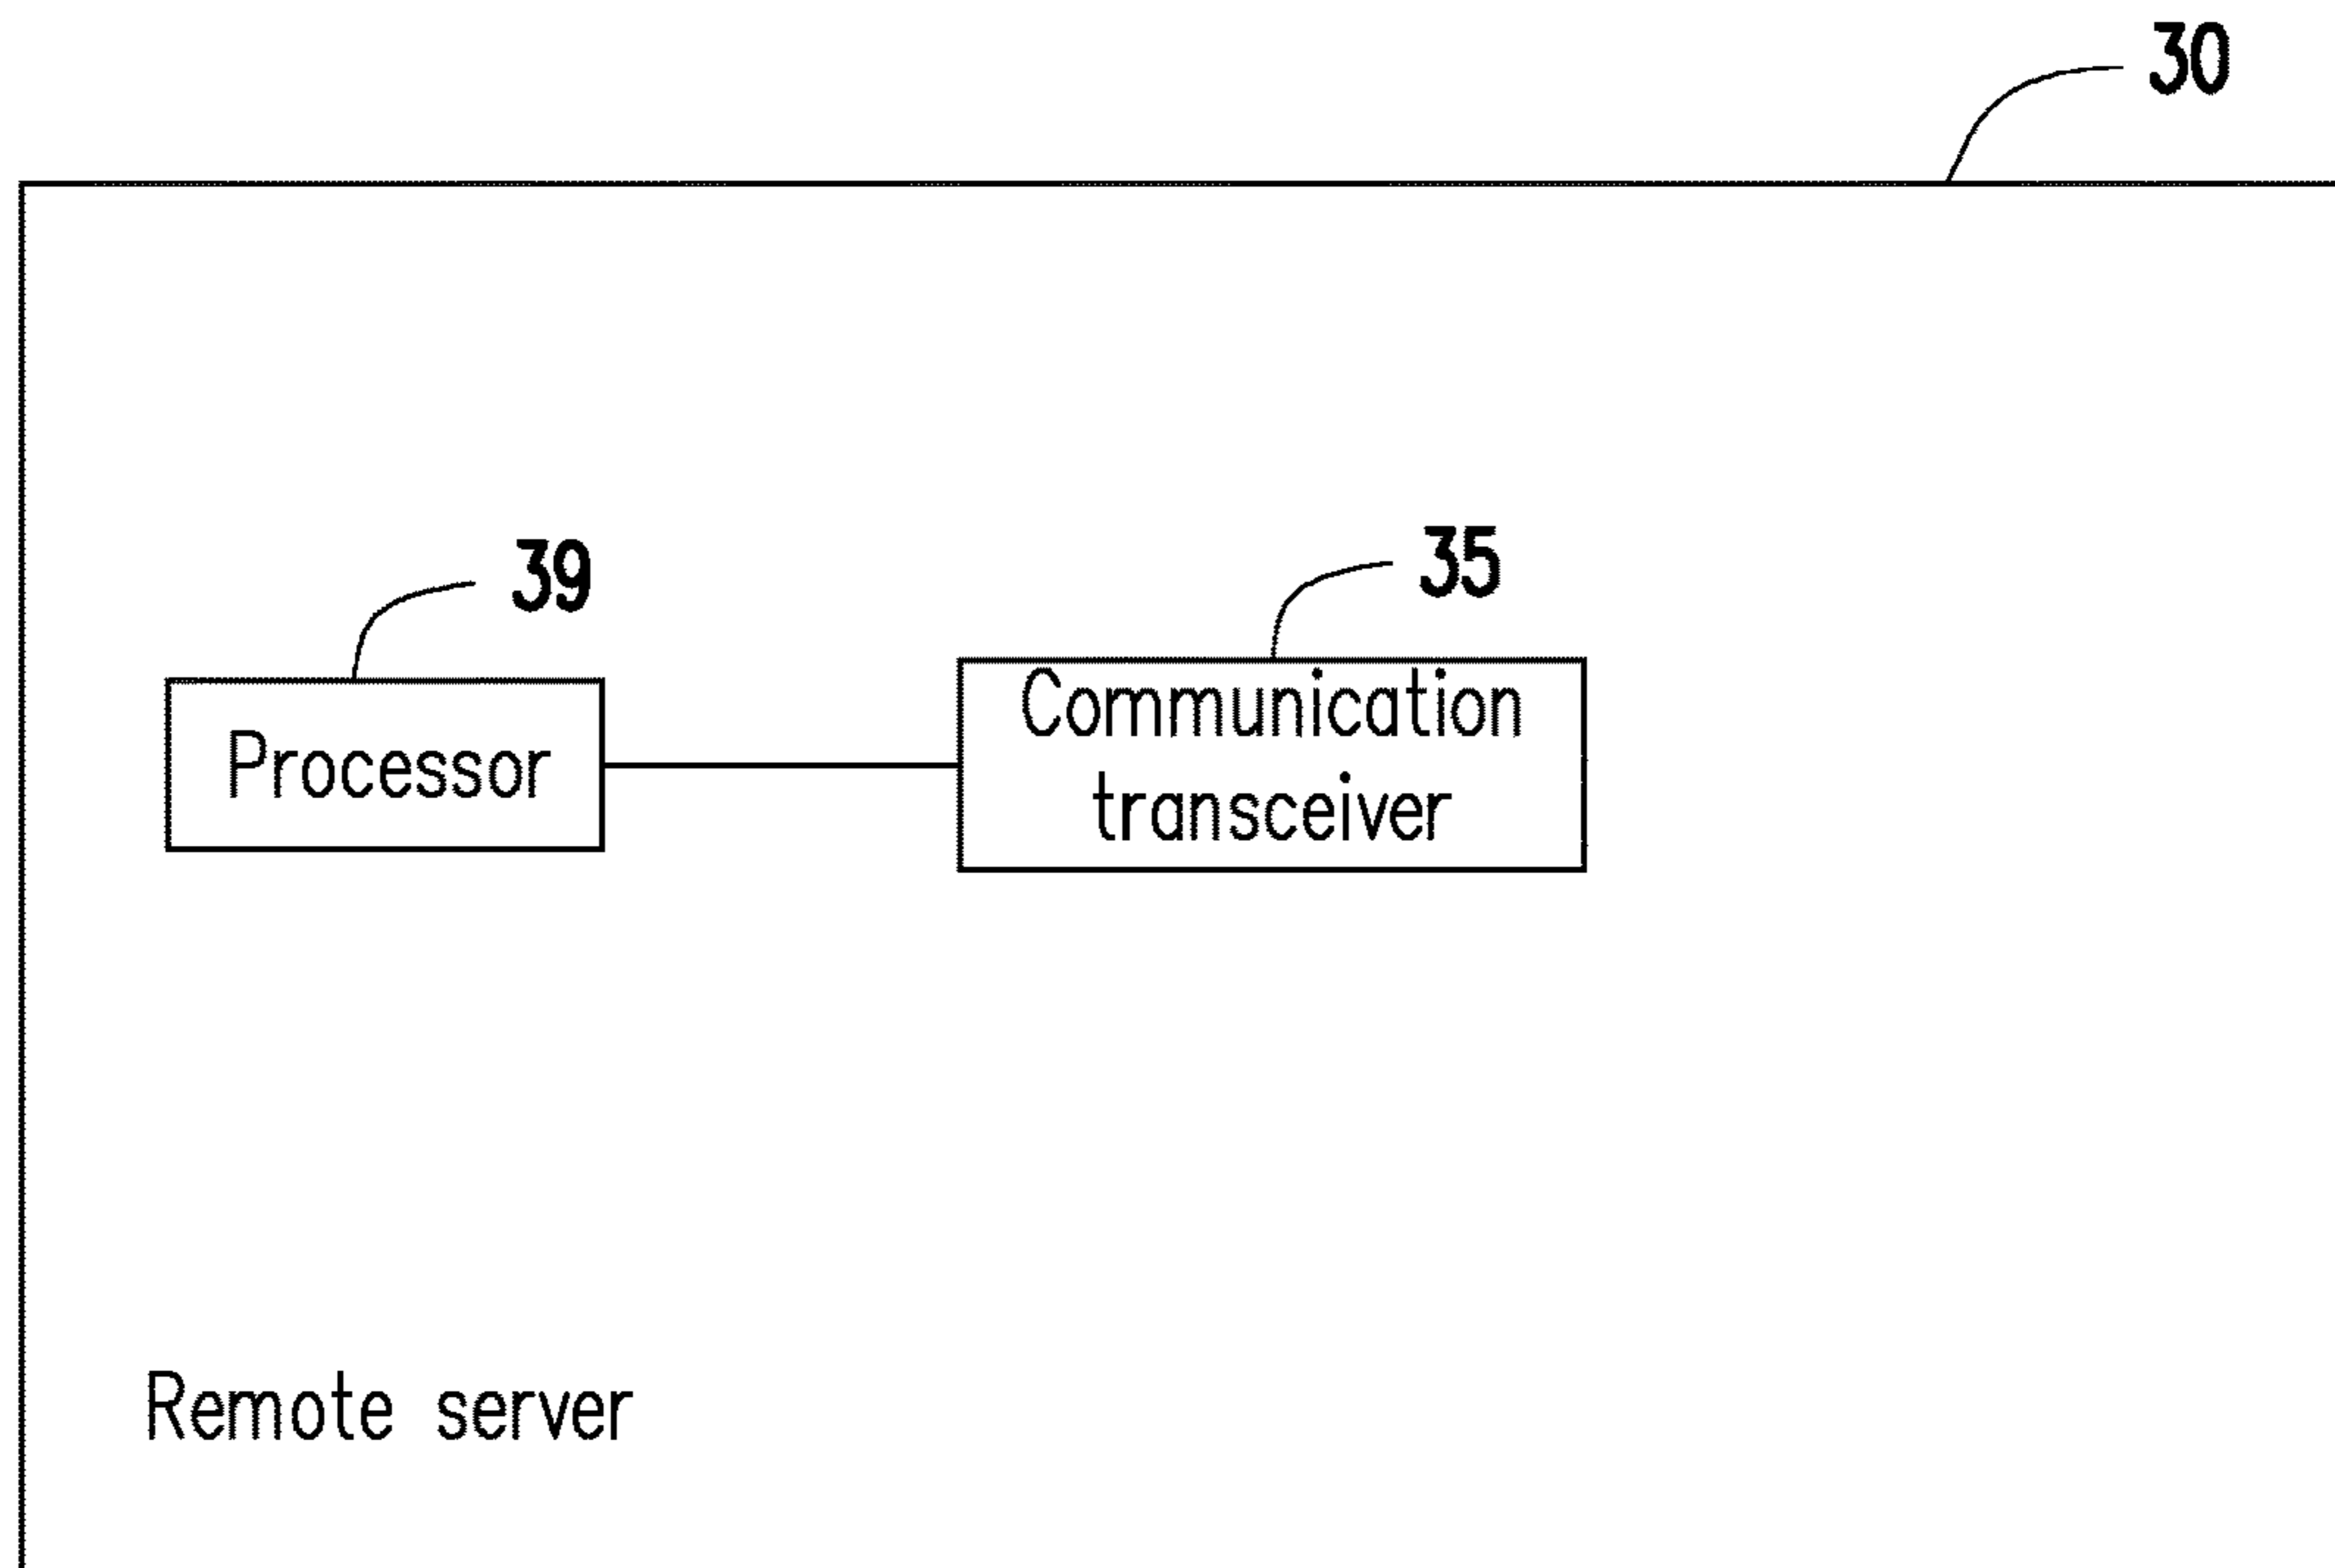 30
39
35
Processor
Communication
transceiver
Remote server